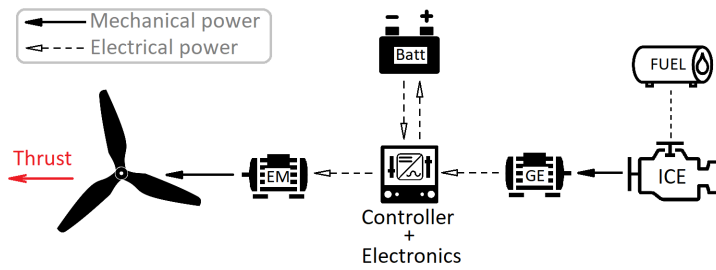 Mechanical power
Electrical power
− +
Batt
FUEL
Thrust
EM
GE
ICE
Controller
+
Electronics